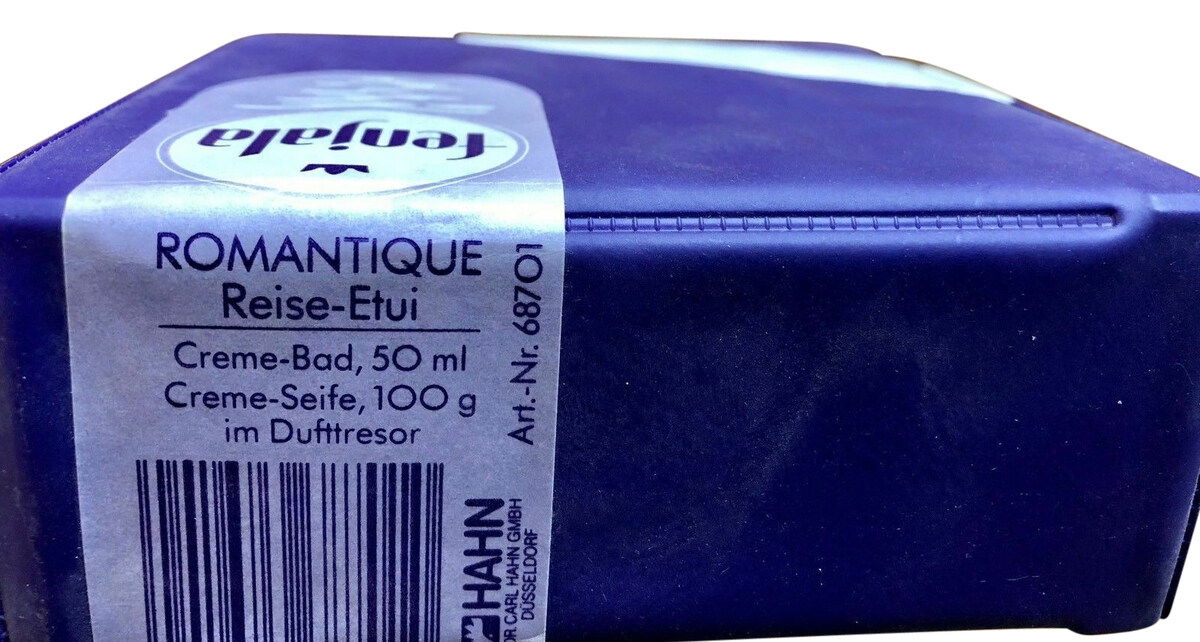 fenjala
ROMANTIQUE
Reise-Etui
Creme-Bad, 50 ml
Creme-Seife, 100 g
im Dufttresor
Art.-Nr. 68701
HAHN
DR CARL HAHN GMBH
DÜSSELDORF